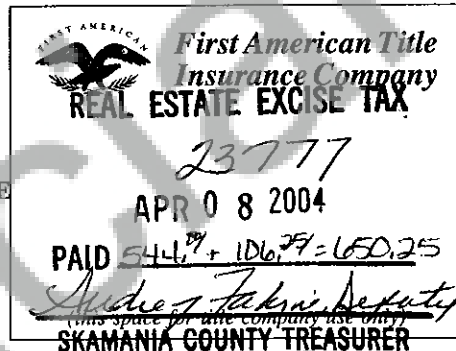 FIRST AMERICAN
First American Title
Insurance Company
REAL ESTATE EXCISE TAX
23777
E
APR 08 2004
PAID 544.00 + 106.25 = 650.25
Deputy
(this space for title company use only)
SKAMANIA COUNTY TREASURER